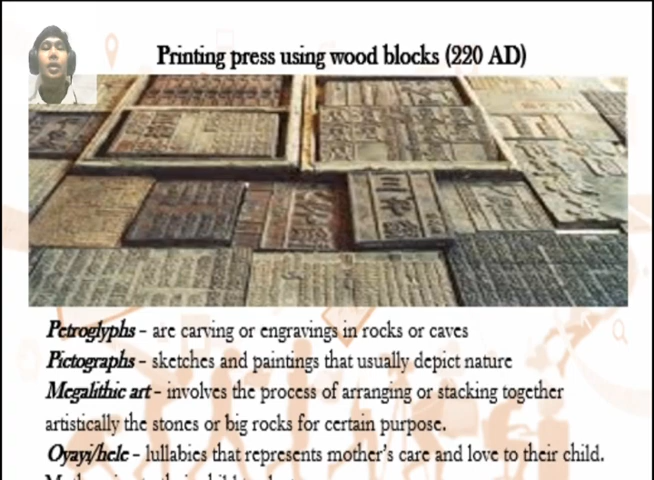 Printing press using wood blocks (220 AD)
Petroglyphs – are carving or engravings in rocks or caves
Pictographs – sketches and paintings that usually depict nature
Megalithic art – involves the process of arranging or stacking together
artistically the stones or big rocks for certain purpose.
Oyayi/hele – lullabies that represents mother's care and love to their child.